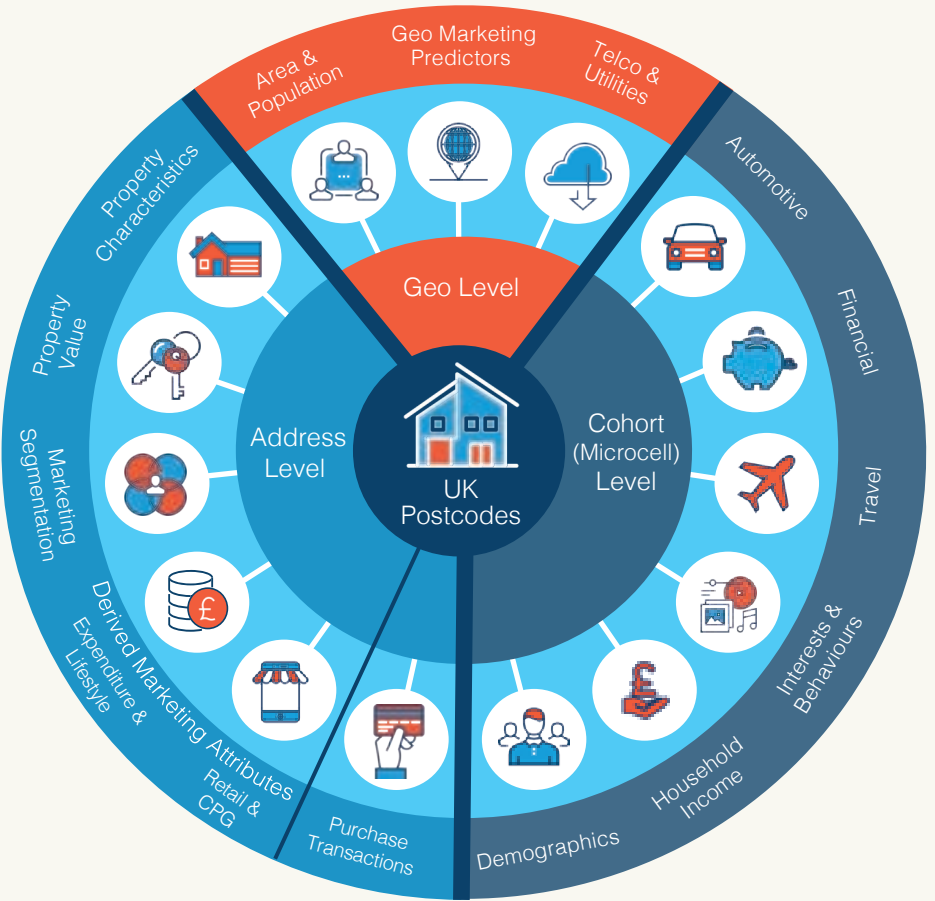 Area &
Population
Geo Marketing
Predictors
Telco &
Utilities
Automotive
Financial
Travel
Interests &
Behaviours
Household
Income
Demographics
Purchase
Transactions
Derived Marketing Attributes
Retail &
CPG
Expenditure &
Lifestyle
Marketing
Segmentation
Property
Value
Property
Characteristics
Geo Level
...
Address
Level
Cohort
(Microcell)
Level
UK
Postcodes
£
£